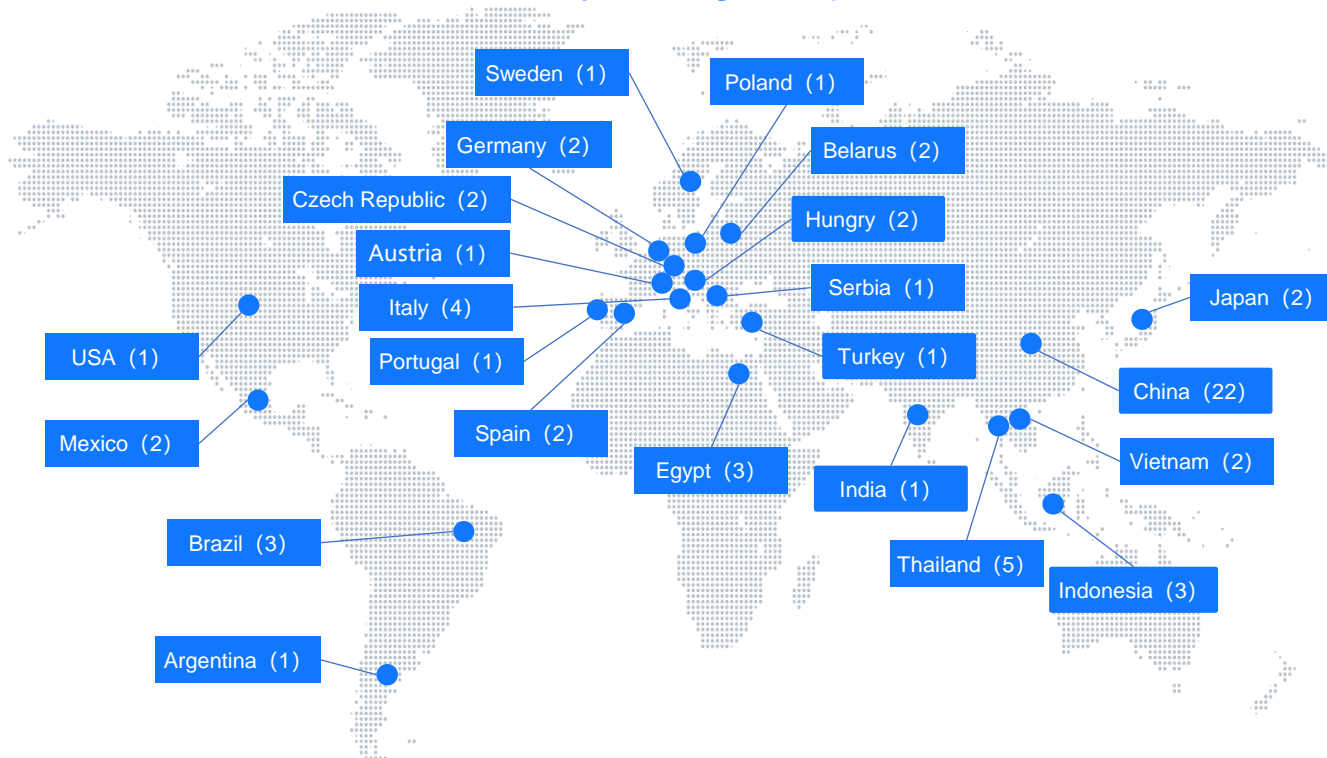 Sweden (1)
Poland (1)
Germany (2)
Belarus (2)
Czech Republic (2)
Hungry (2)
Austria (1)
Serbia (1)
Italy (4)
Japan (2)
USA (1)
Portugal (1)
Turkey (1)
China (22)
Mexico (2)
Spain (2)
Egypt (3)
India (1)
Vietnam (2)
Brazil (3)
Thailand (5)
Indonesia (3)
Argentina (1)